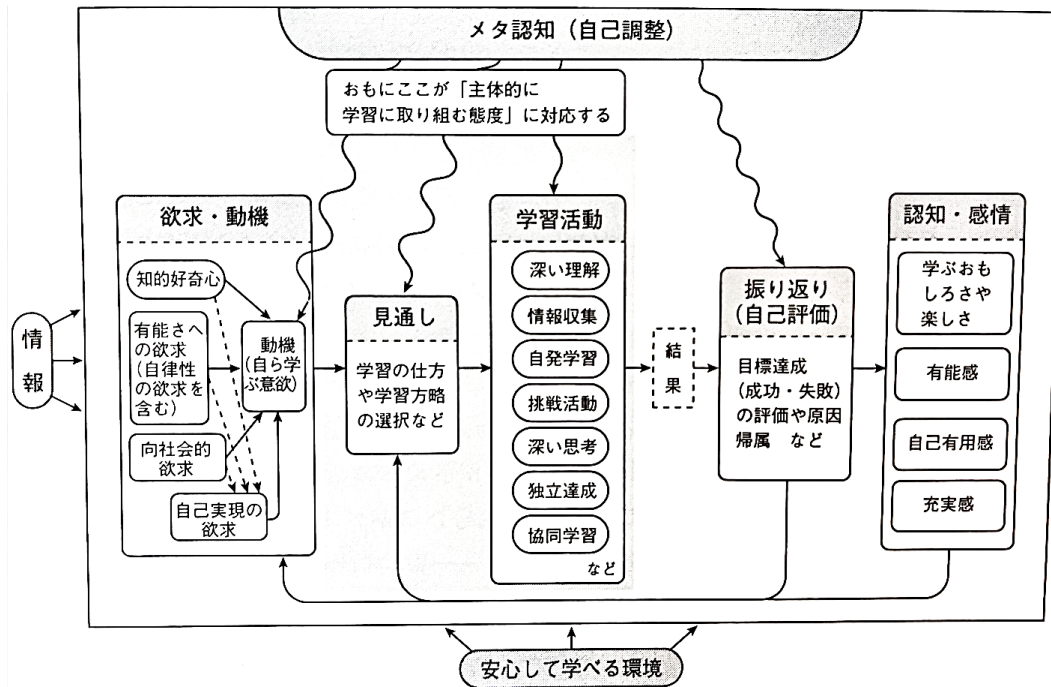 メタ認知（自己調整）
おもにここが「主体的に
学習に取り組む態度」に対応する
情
報
欲求・動機
知的好奇心
有能さへ
の欲求
（自律性
の欲求を
含む）
向社会的
欲求
自己実現の
欲求
動機
（自ら学
ぶ意欲）
見通し
学習の仕方
や学習方略
の選択など
学習活動
深い理解
情報収集
自発学習
挑戦活動
深い思考
独立達成
協同学習
など
結
果
振り返り
（自己評価）
目標達成
（成功・失敗）
の評価や原因
帰属　など
認知・感情
学ぶおも
しろさや
楽しさ
有能感
自己有用感
充実感
安心して学べる環境